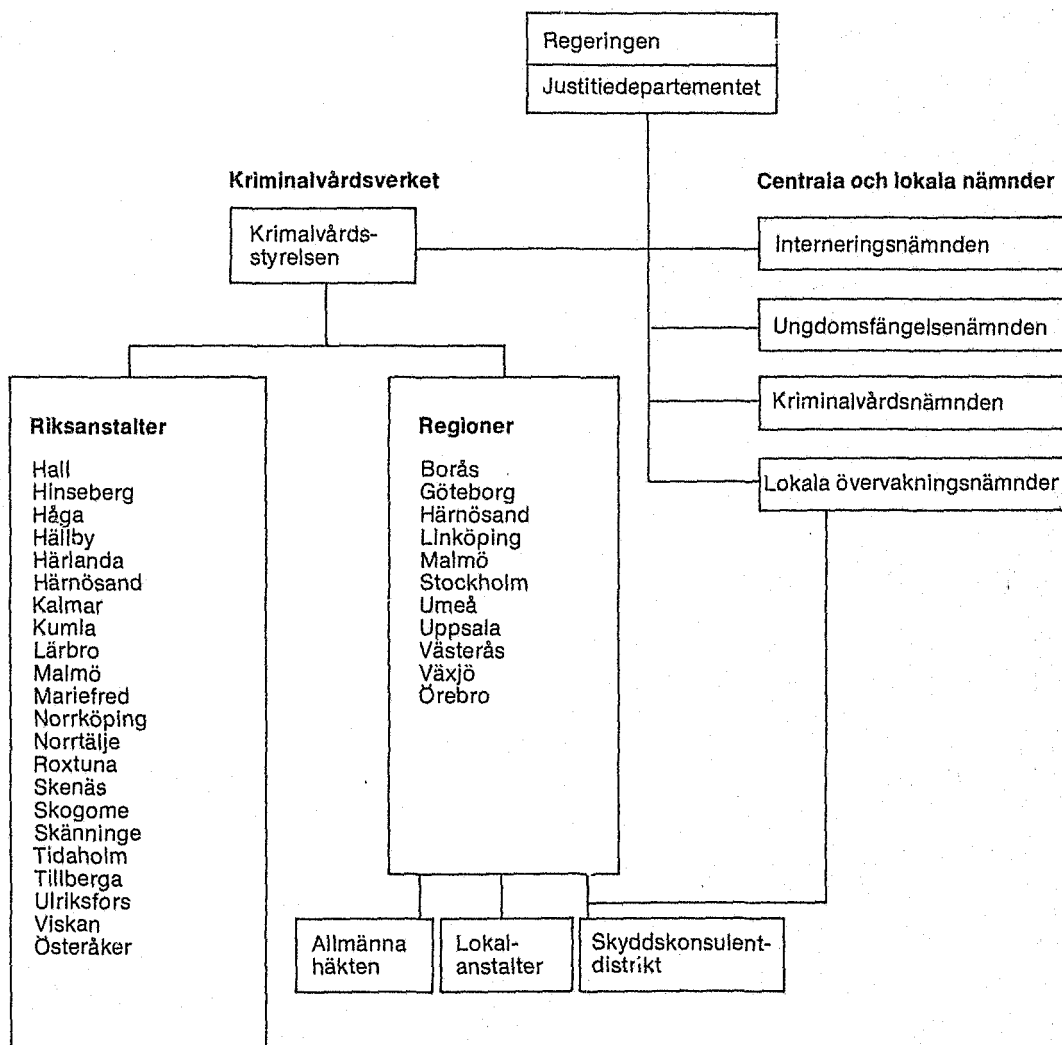 Regeringen
Justitiedepartementet
Kriminalvårdsverket
Centrala och lokala nämnder
Krimalvårds-
styrelsen
Interneringsnämnden
Ungdomsfängelsenämnden
Kriminalvårdsnämnden
Lokala övervakningsnämnder
Riksanstalter
Hall
Hinseberg
Håga
Hällby
Härlanda
Härnösand
Kalmar
Kumla
Lärbro
Malmö
Mariefred
Norrköping
Norrtälje
Roxtuna
Skenäs
Skogome
Skänninge
Tidaholm
Tillberga
Ulriksfors
Viskan
Österåker
Regioner
Borås
Göteborg
Härnösand
Linköping
Malmö
Stockholm
Umeå
Uppsala
Västerås
Växjö
Örebro
Allmänna
häkten
Lokal-
anstalter
Skyddskonsulent-
distrikt